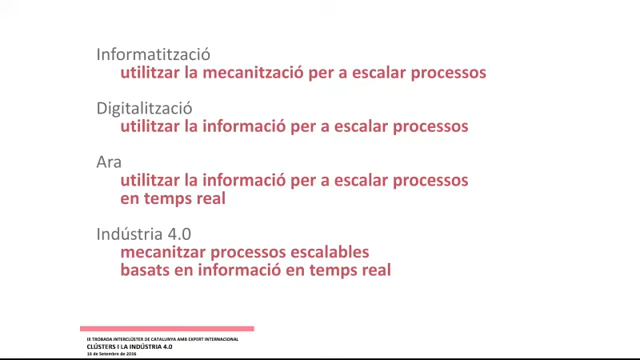 Informatització
utilitzar la mecanització per a escalar processos
Digitalització
utilitzar la informació per a escalar processos
Ara
utilitzar la informació per a escalar processos
en temps real
Indústria 4.0
mecanitzar processos escalables
basats en informació en temps real
IX TROBADA INTERCLÚSTER DE CATALUNYA AMB EXPERT INTERNACIONAL
CLÚSTERS I LA INDÚSTRIA 4.0
16 de Setembre de 2016